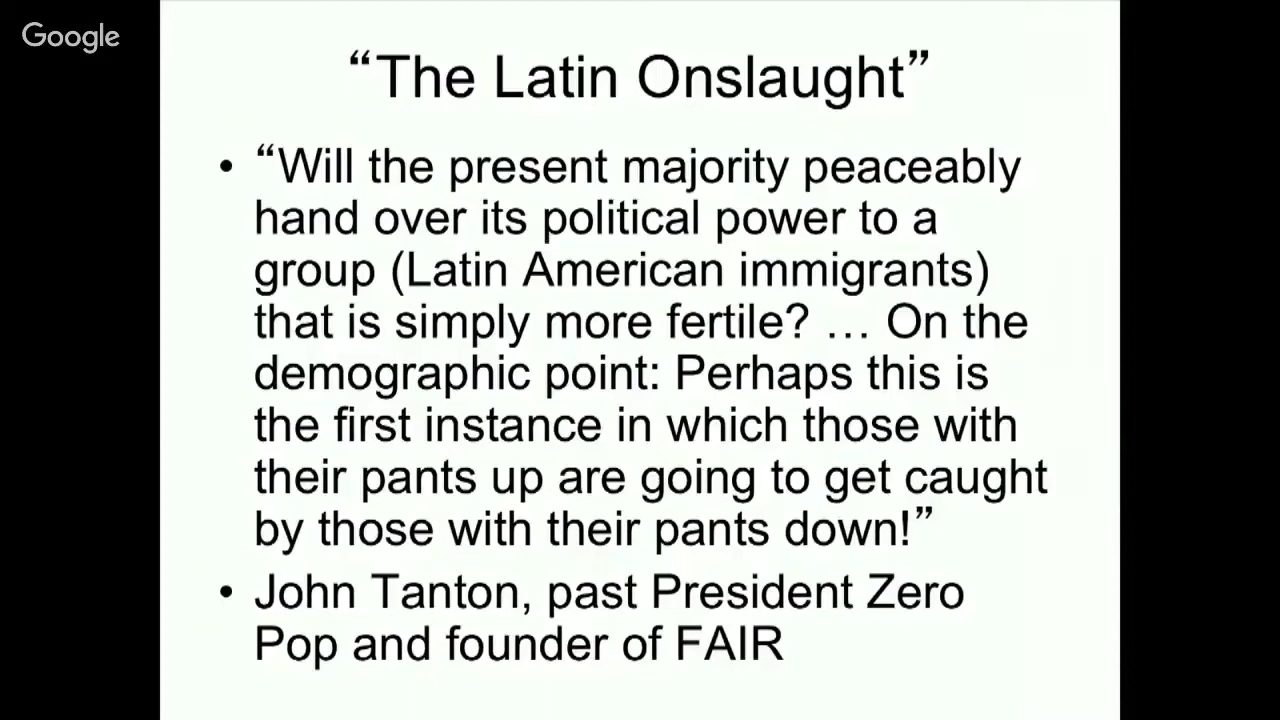 Google
“The Latin Onslaught”
• “Will the present majority peaceably
hand over its political power to a
group (Latin American immigrants)
that is simply more fertile? … On the
demographic point: Perhaps this is
the first instance in which those with
their pants up are going to get caught
by those with their pants down!”
• John Tanton, past President Zero
Pop and founder of FAIR